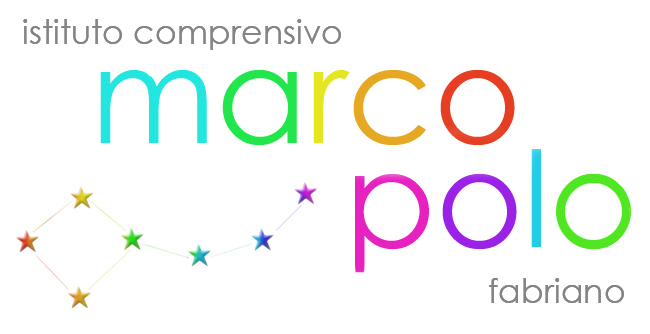 istituto comprensivo
marco
polo
fabriano